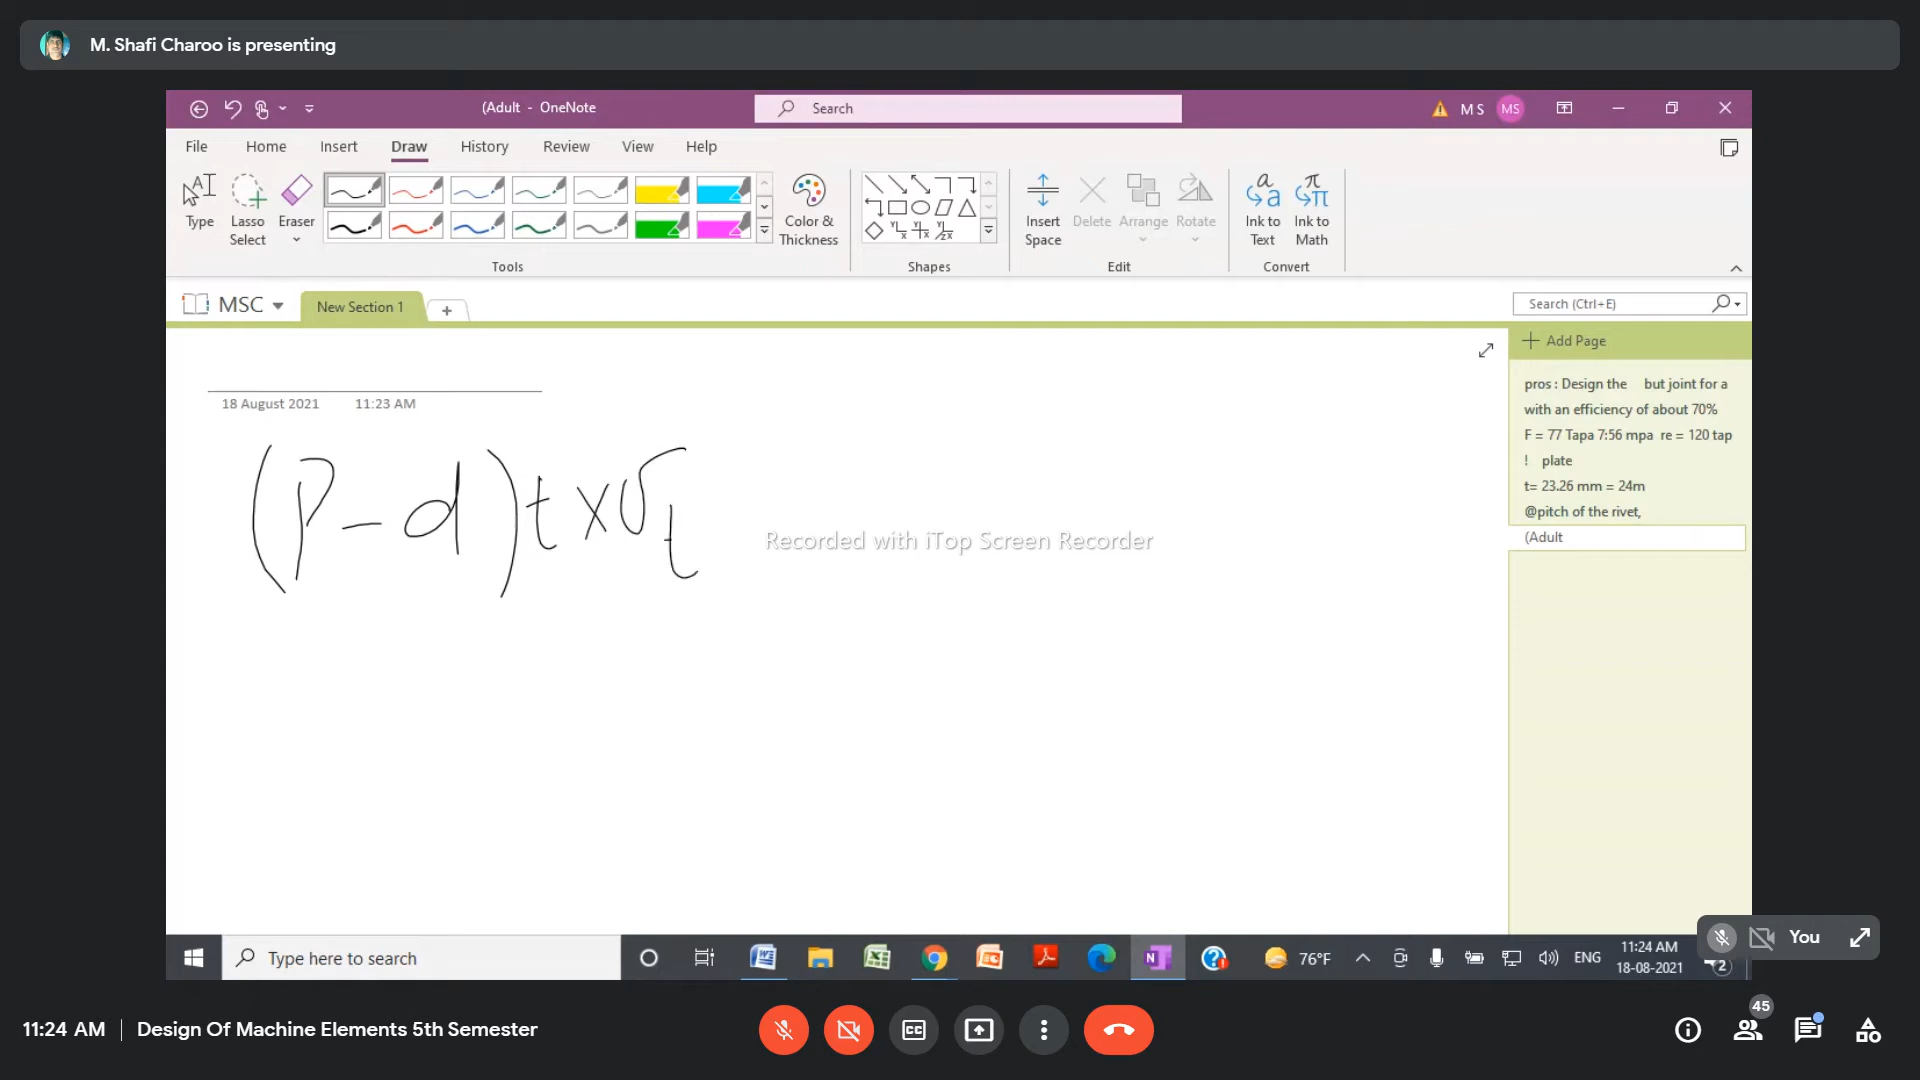 M. Shafi Charoo is presenting
(Adult - OneNote
Search
M S
MS
File Home Insert Draw History Review View Help
Type
Lasso Select
Eraser
Color & Thickness
Insert Space
Delete
Arrange
Rotate
Ink to Text
Ink to Math
Tools
Shapes
Edit
Convert
MSC
New Section 1
Search (Ctrl+E)
Add Page
pros : Design the but joint for a
with an efficiency of about 70%
F = 77 Tapa 7:56 mpa re = 120 tap
! plate
t= 23.26 mm = 24m
@pitch of the rivet,
(Adult
18 August 2021 11:23 AM
(P-d)t×σt
Recorded with iTop Screen Recorder
Type here to search
76°F
ENG
11:24 AM
18-08-2021
2
You
11:24 AM | Design Of Machine Elements 5th Semester
CC
45